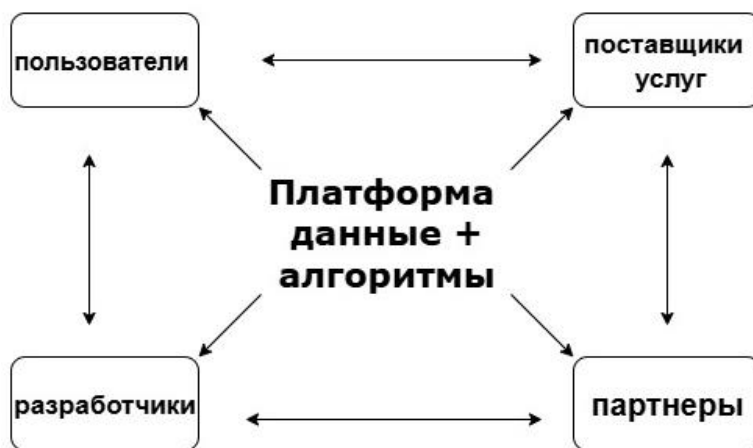 пользователи
поставщики
услуг
Платформа
данные +
алгоритмы
разработчики
партнеры